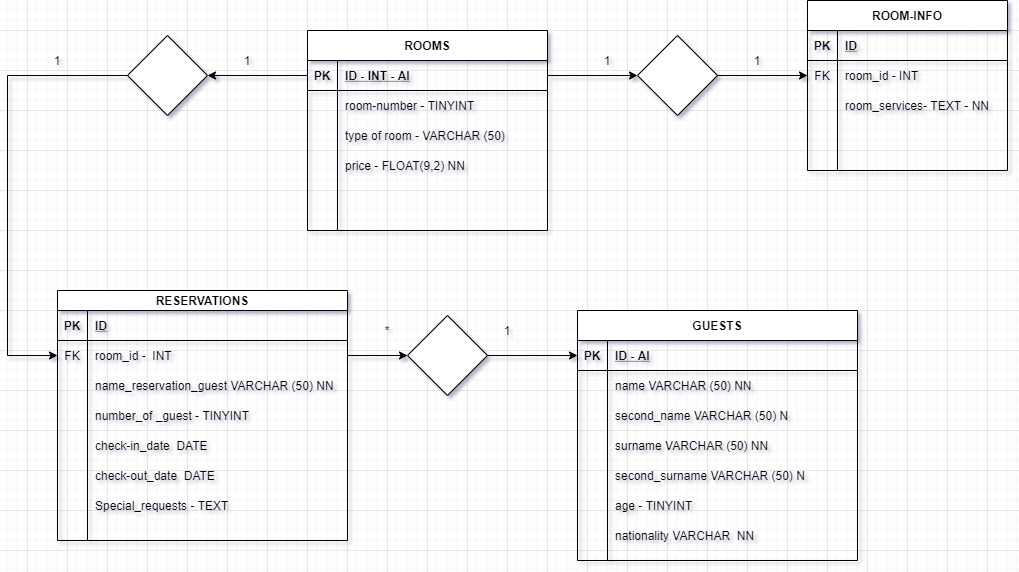 ROOM-INFO
PK ID
FK room_id - INT
room_services- TEXT - NN
ROOMS
PK ID - INT - AI
room-number - TINYINT
type of room - VARCHAR (50)
price - FLOAT(9,2) NN
1
1
1
1
RESERVATIONS
PK ID
FK room_id -  INT
name_reservation_guest VARCHAR (50) NN
number_of _guest - TINYINT
check-in_date  DATE
check-out_date  DATE
Special_requests - TEXT
*
1
GUESTS
PK ID - AI
name VARCHAR (50) NN
second_name VARCHAR (50) N
surname VARCHAR (50) NN
second_surname VARCHAR (50) N
age - TINYINT
nationality VARCHAR  NN